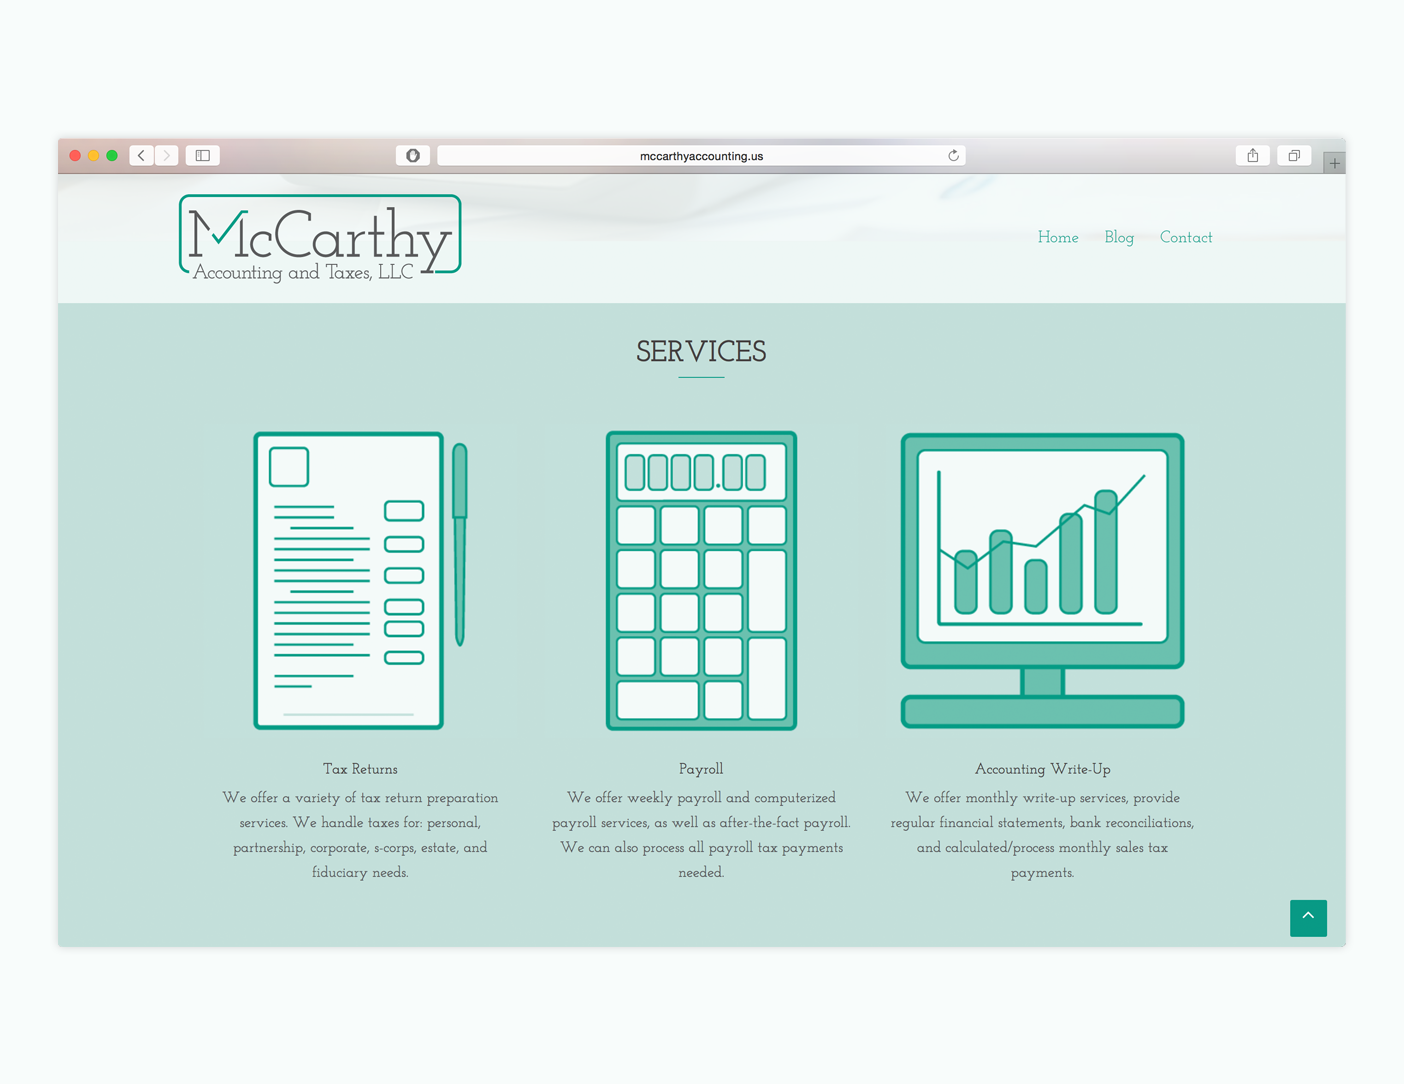 mccarthyaccounting.us
McCarthy
Accounting and Taxes, LLC
Home Blog Contact
SERVICES
Tax Returns
We offer a variety of tax return preparation
services. We handle taxes for: personal,
partnership, corporate, s-corps, estate, and
fiduciary needs.
Payroll
We offer weekly payroll and computerized
payroll services, as well as after-the-fact payroll.
We can also process all payroll tax payments
needed.
Accounting Write-Up
We offer monthly write-up services, provide
regular financial statements, bank reconciliations,
and calculated/process monthly sales tax
payments.